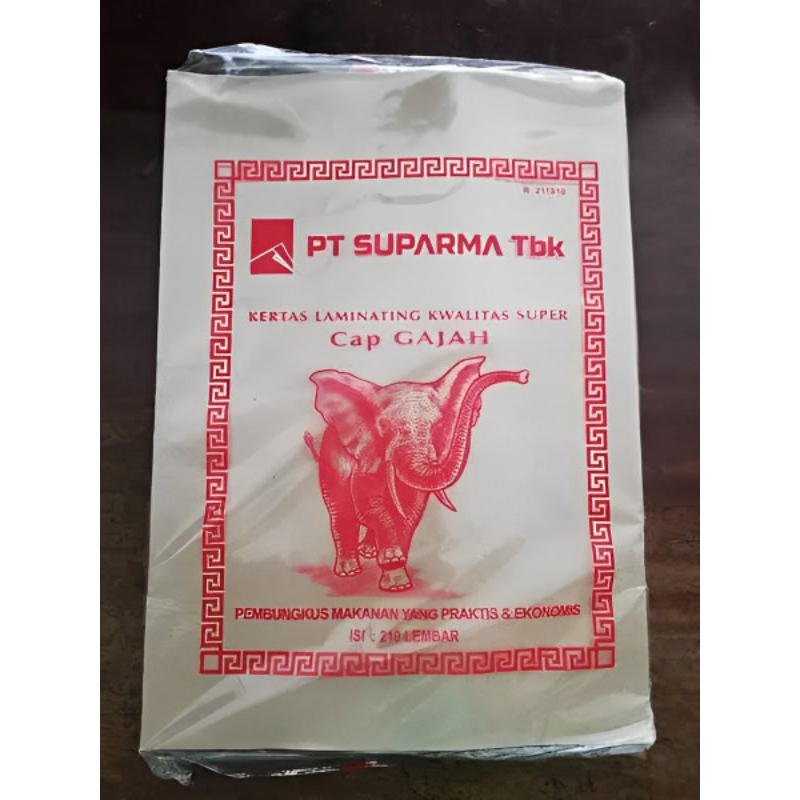 R 211310
PT SUPARMA Tbk
KERTAS LAMINATING KWALITAS SUPER
Cap GAJAH
PEMBUNGKUS MAKANAN YANG PRAKTIS & EKONOMIS
ISI : 210 LEMBAR